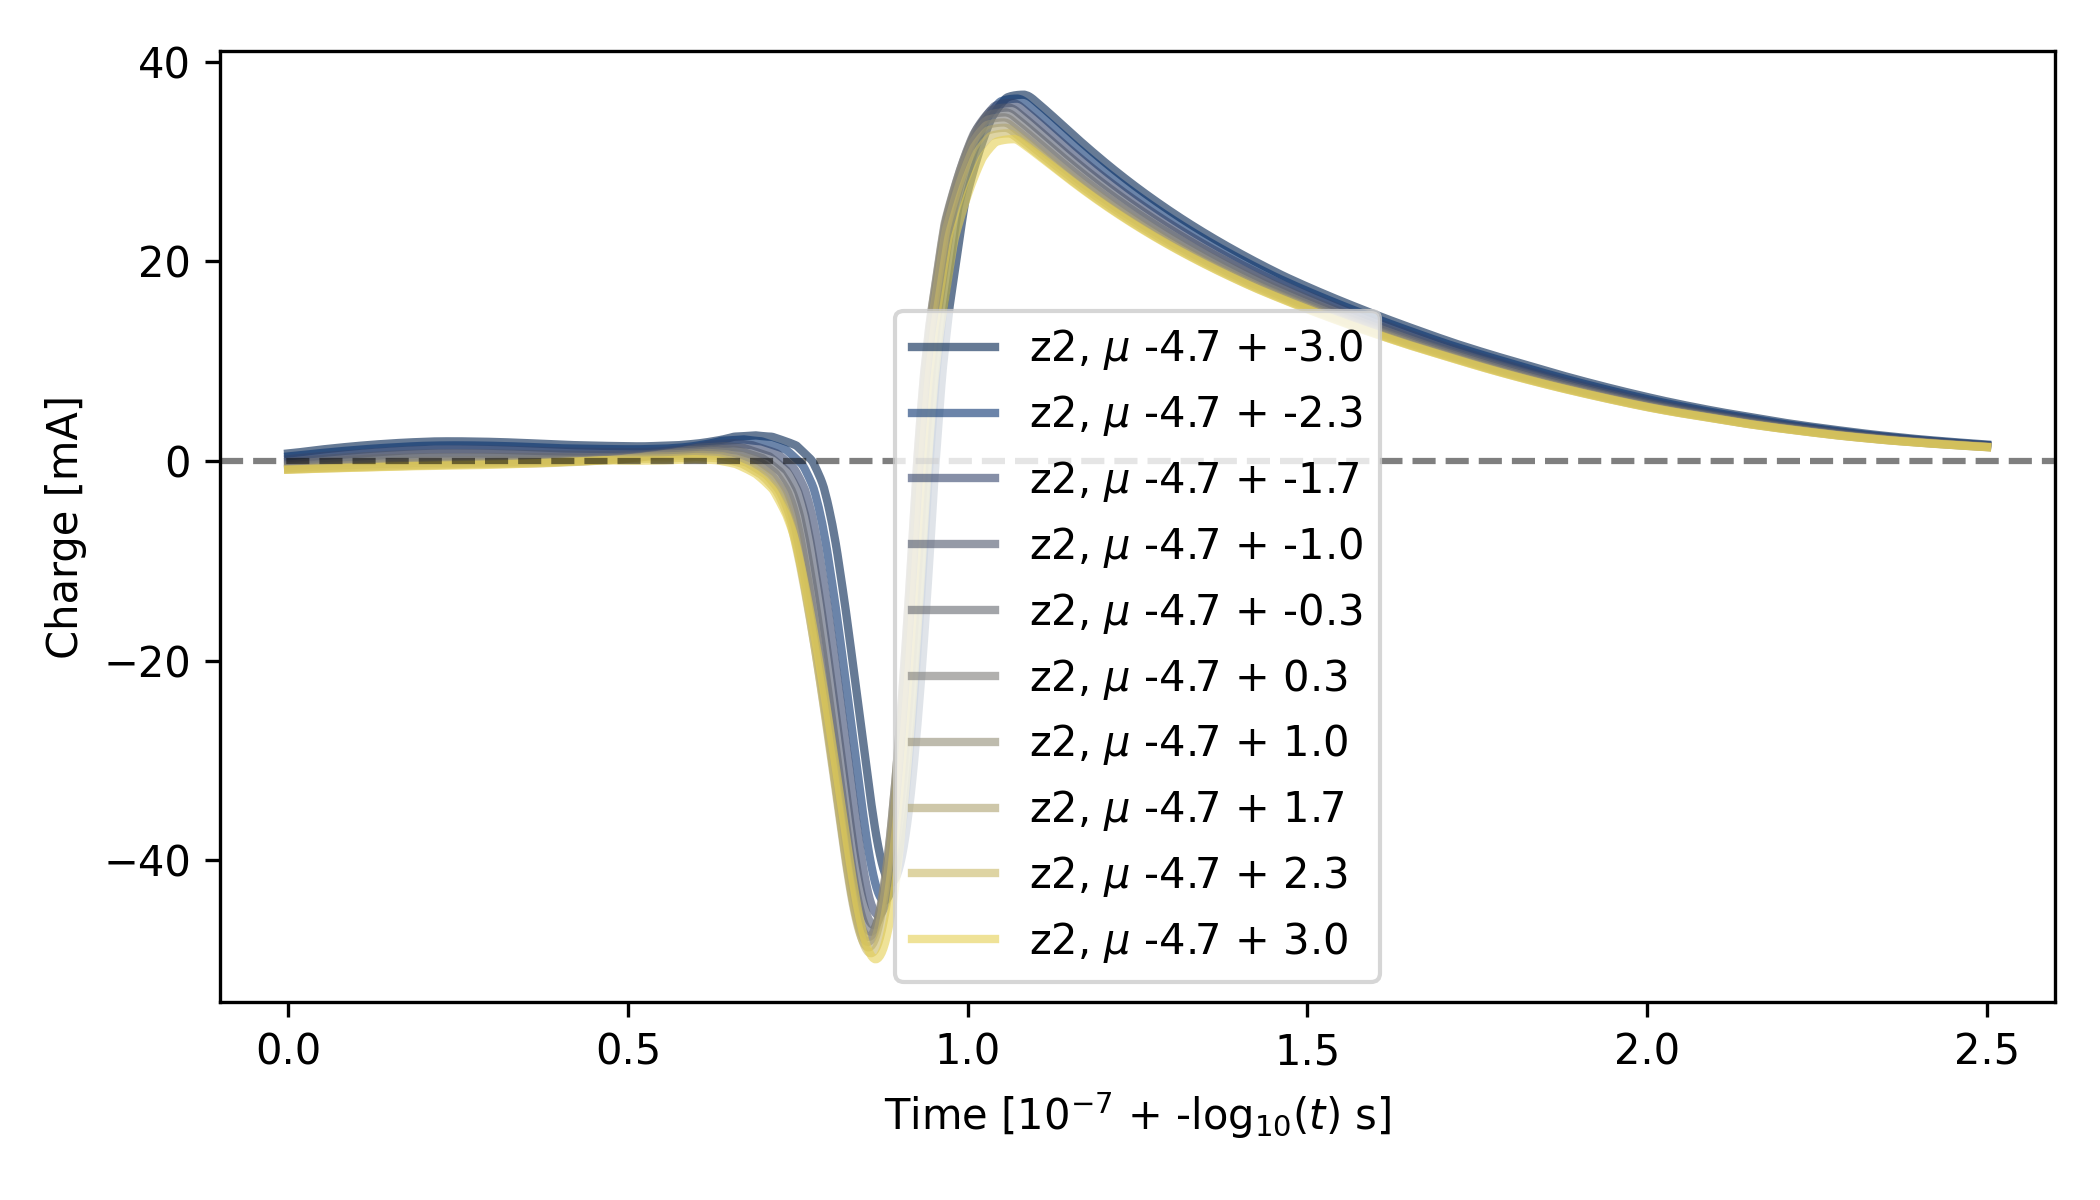 40
20
0
−20
−40
Charge [mA]
z2, μ -4.7 + -3.0
z2, μ -4.7 + -2.3
z2, μ -4.7 + -1.7
z2, μ -4.7 + -1.0
z2, μ -4.7 + -0.3
z2, μ -4.7 + 0.3
z2, μ -4.7 + 1.0
z2, μ -4.7 + 1.7
z2, μ -4.7 + 2.3
z2, μ -4.7 + 3.0
0.0 0.5 1.0 1.5 2.0 2.5
Time [10⁻⁷ + -log₁₀(t) s]